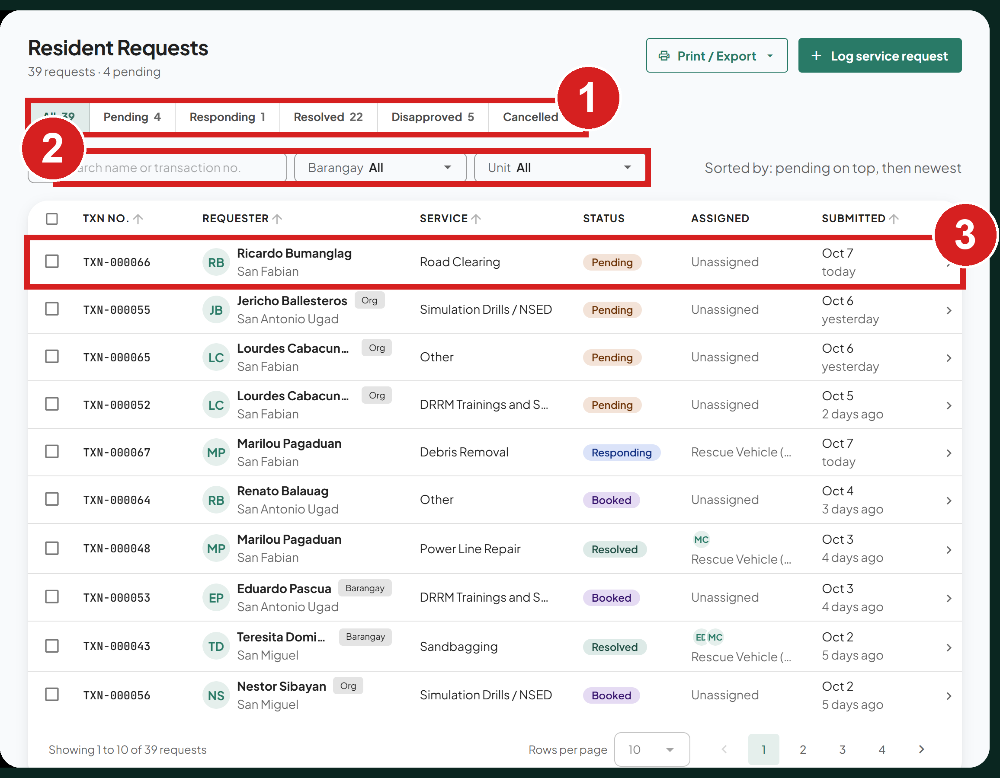 Resident Requests
39 requests · 4 pending
Print / Export
+ Log service request
1
39
Pending 4
Responding 1
Resolved 22
Disapproved 5
Cancelled
2
arch name or transaction no.
Barangay All
Unit All
Sorted by: pending on top, then newest
TXN NO. REQUESTER SERVICE STATUS ASSIGNED SUBMITTED
3
TXN-000066 RB Ricardo Bumanglag Road Clearing Pending Unassigned Oct 7
San Fabian today
TXN-000055 JB Jericho Ballesteros Org Simulation Drills / NSED Pending Unassigned Oct 6
San Antonio Ugad yesterday
TXN-000065 LC Lourdes Cabacun... Org Other Pending Unassigned Oct 6
San Fabian yesterday
TXN-000052 LC Lourdes Cabacun... Org DRRM Trainings and S... Pending Unassigned Oct 5
San Fabian 2 days ago
TXN-000067 MP Marilou Pagaduan Debris Removal Responding Rescue Vehicle (... Oct 7
San Fabian today
TXN-000064 RB Renato Balauag Other Booked Unassigned Oct 4
San Antonio Ugad 3 days ago
TXN-000048 MP Marilou Pagaduan Power Line Repair Resolved MC Oct 3
San Fabian Rescue Vehicle (... 4 days ago
TXN-000053 EP Eduardo Pascua Barangay DRRM Trainings and S... Booked Unassigned Oct 3
San Antonio Ugad 4 days ago
TXN-000043 TD Teresita Domi... Barangay Sandbagging Resolved ED MC Oct 2
San Miguel Rescue Vehicle (... 5 days ago
TXN-000056 NS Nestor Sibayan Org Simulation Drills / NSED Booked Unassigned Oct 2
San Miguel 5 days ago
Showing 1 to 10 of 39 requests
Rows per page 10
1 2 3 4